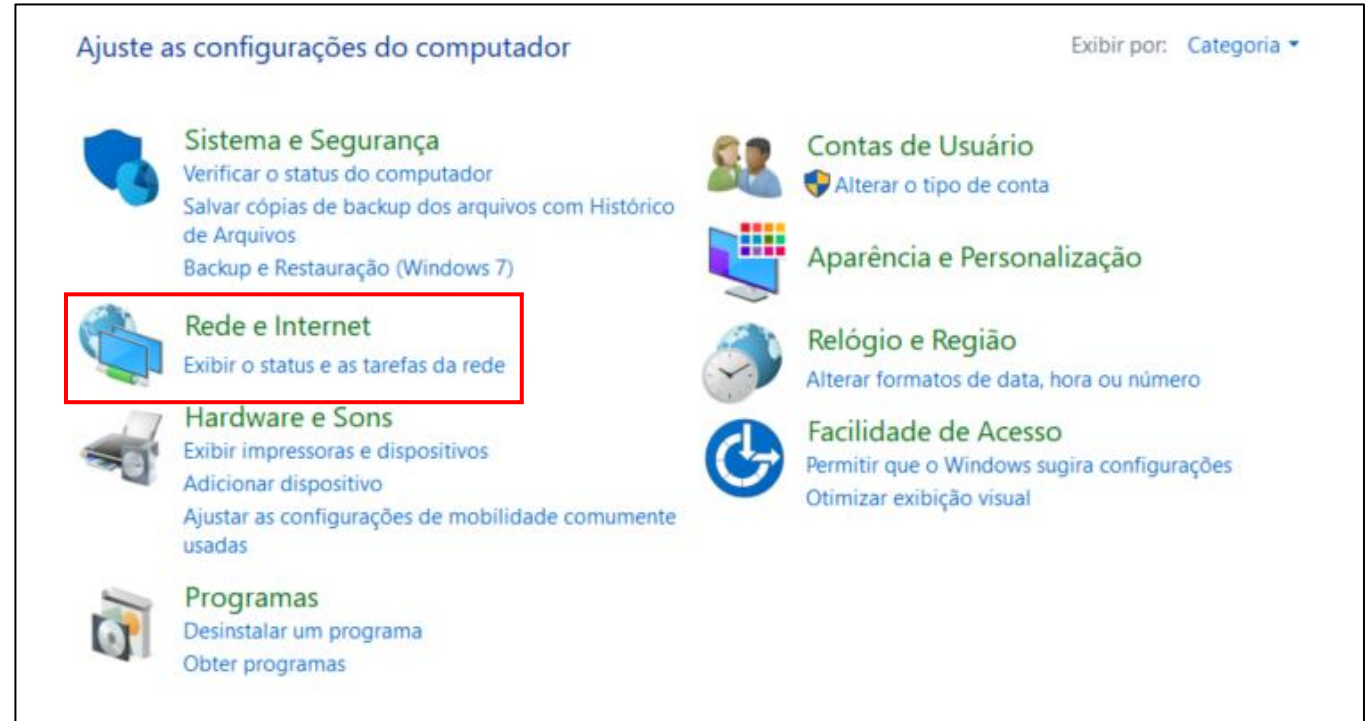 Ajuste as configurações do computador
Exibir por: Categoria
Sistema e Segurança
Verificar o status do computador
Salvar cópias de backup dos arquivos com Histórico
de Arquivos
Backup e Restauração (Windows 7)
Rede e Internet
Exibir o status e as tarefas da rede
Hardware e Sons
Exibir impressoras e dispositivos
Adicionar dispositivo
Ajustar as configurações de mobilidade comumente
usadas
Programas
Desinstalar um programa
Obter programas
Contas de Usuário
Alterar o tipo de conta
Aparência e Personalização
Relógio e Região
Alterar formatos de data, hora ou número
Facilidade de Acesso
Permitir que o Windows sugira configurações
Otimizar exibição visual